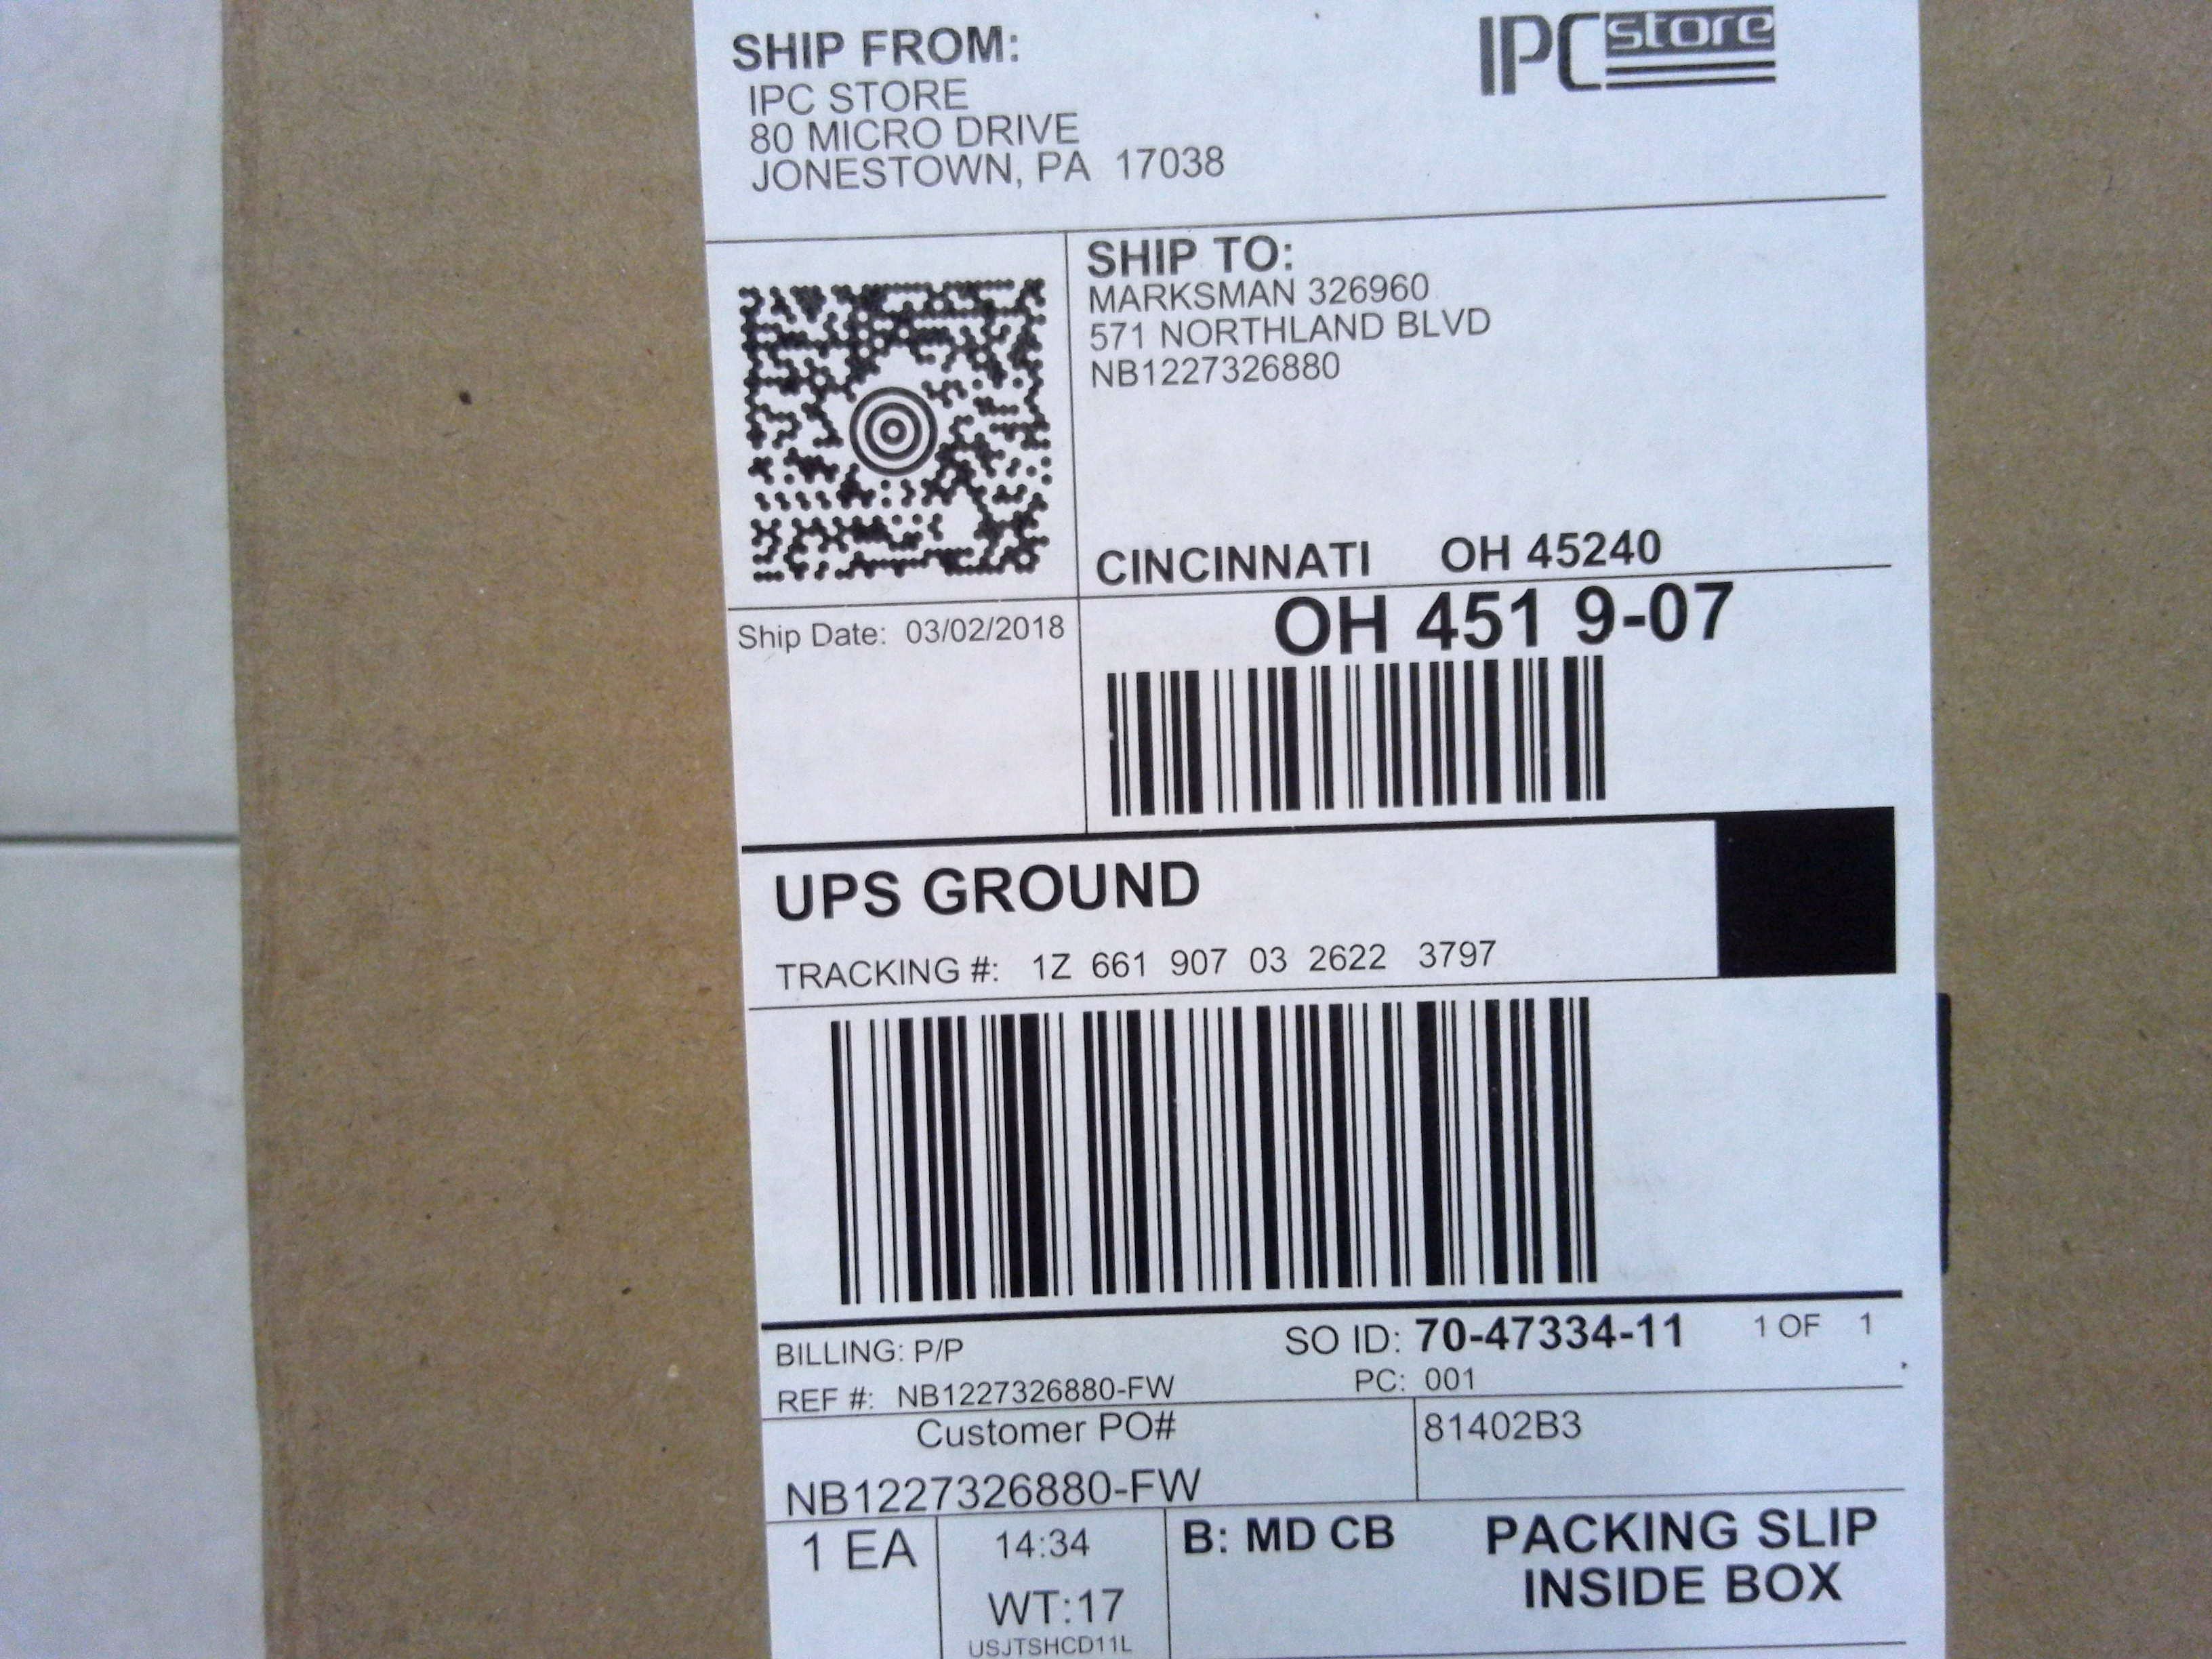 SHIP FROM:
IPC STORE
80 MICRO DRIVE
JONESTOWN, PA 17038
IPC store
SHIP TO:
MARKSMAN 326960
571 NORTHLAND BLVD
NB1227326880
CINCINNATI OH 45240
Ship Date: 03/02/2018
OH 451 9-07
UPS GROUND
TRACKING #: 1Z 661 907 03 2622 3797
BILLING: P/P
SO ID: 70-47334-11 1 OF 1
REF #: NB1227326880-FW
PC: 001
Customer PO#
81402B3
NB1227326880-FW
1 EA
14:34
WT:17
USJTSHCD11L
B: MD CB
PACKING SLIP
INSIDE BOX